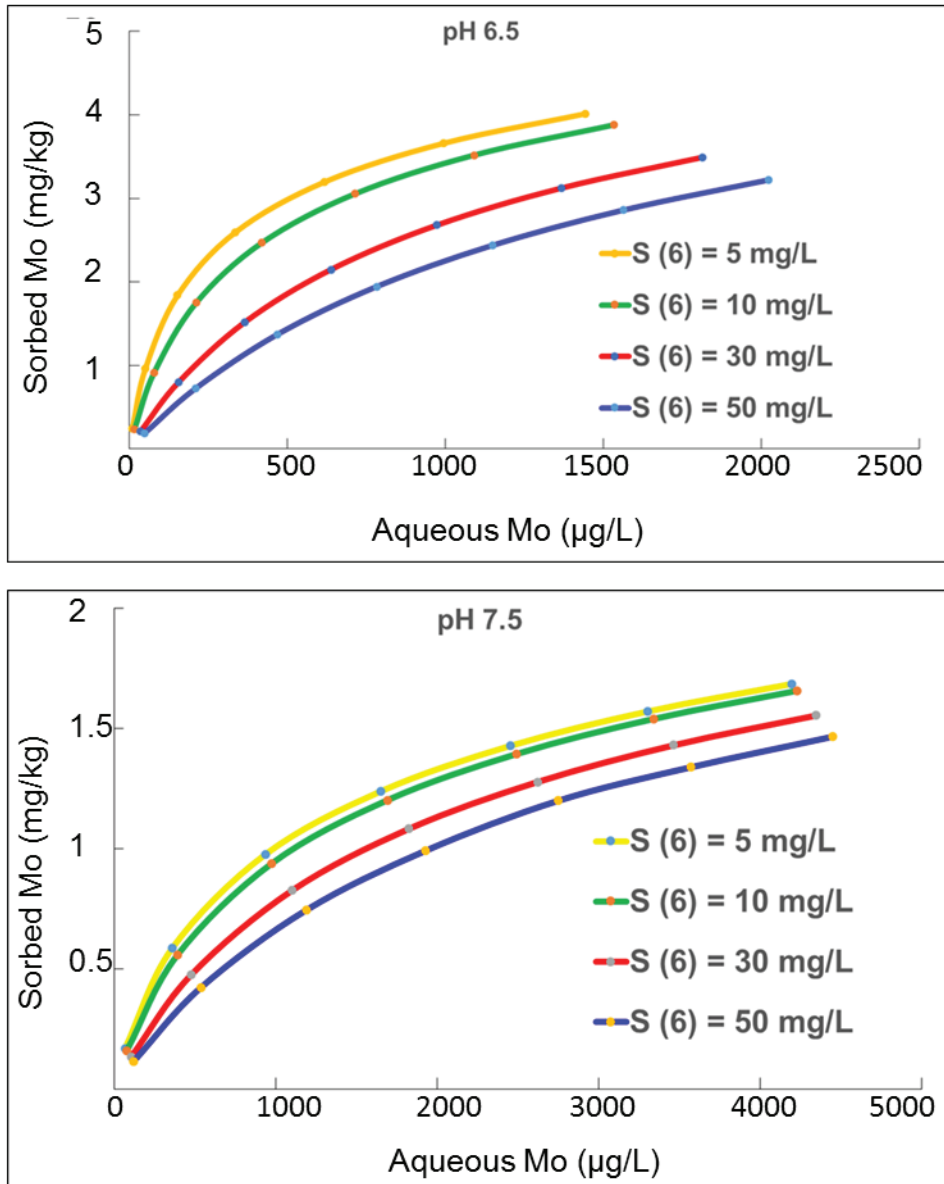 pH 6.5
5
4
3
2
1
0 500 1000 1500 2000 2500
Sorbed Mo (mg/kg)
Aqueous Mo (µg/L)
S (6) = 5 mg/L
S (6) = 10 mg/L
S (6) = 30 mg/L
S (6) = 50 mg/L
pH 7.5
2
1.5
1
0.5
0 1000 2000 3000 4000 5000
Sorbed Mo (mg/kg)
Aqueous Mo (µg/L)
S (6) = 5 mg/L
S (6) = 10 mg/L
S (6) = 30 mg/L
S (6) = 50 mg/L